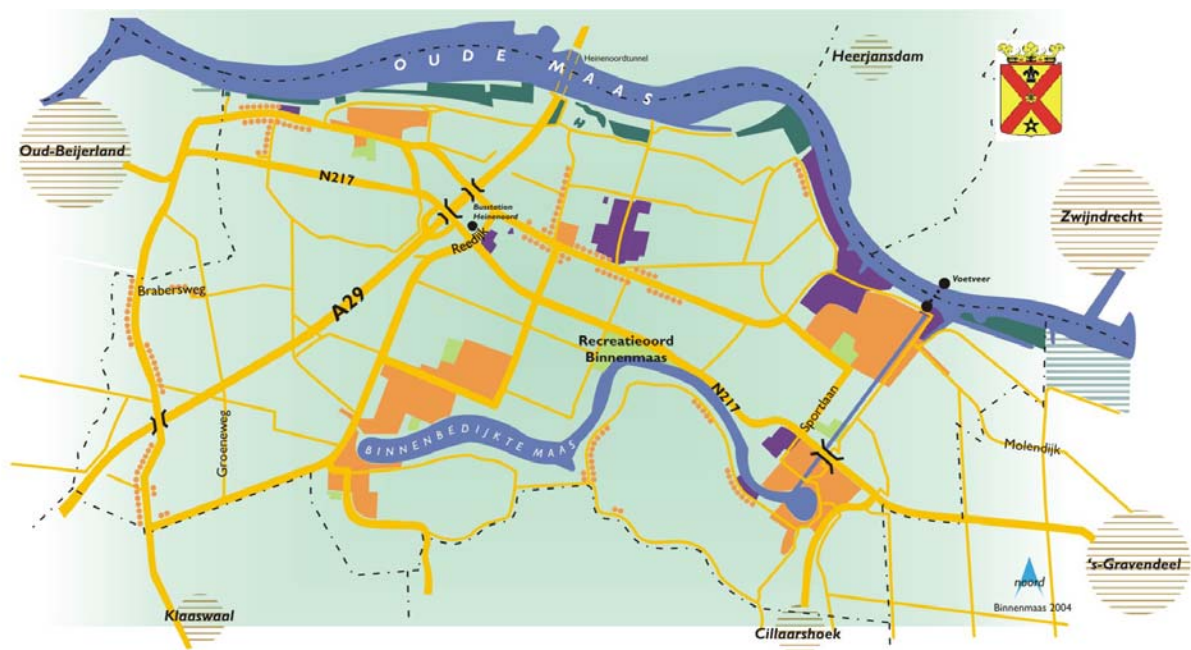 OUDE MAAS
Heinenoordtunnel
Heerjansdam
Oud-Beijerland
N217
Busstation
Heinenoord
Reedijk
Zwijndrecht
Voetveer
Brabersweg
A29
Recreatieoord
Binnenmaas
N217
Sportlaan
Groeneweg
BINNENBEDIJKTE MAAS
Molendijk
's-Gravendeel
noord
Binnenmaas 2004
Klaaswaal
Cillaarshoek